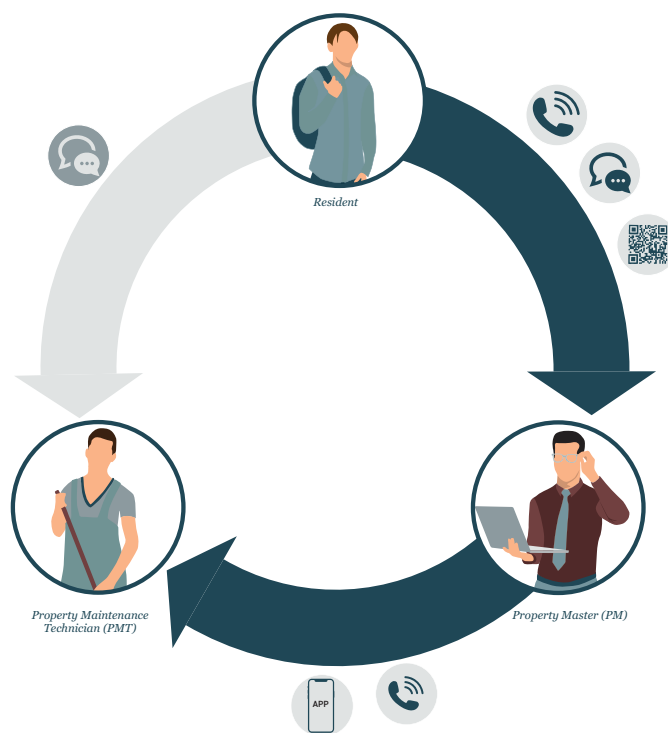 Resident
Property Maintenance
Technician (PMT)
Property Master (PM)
APP